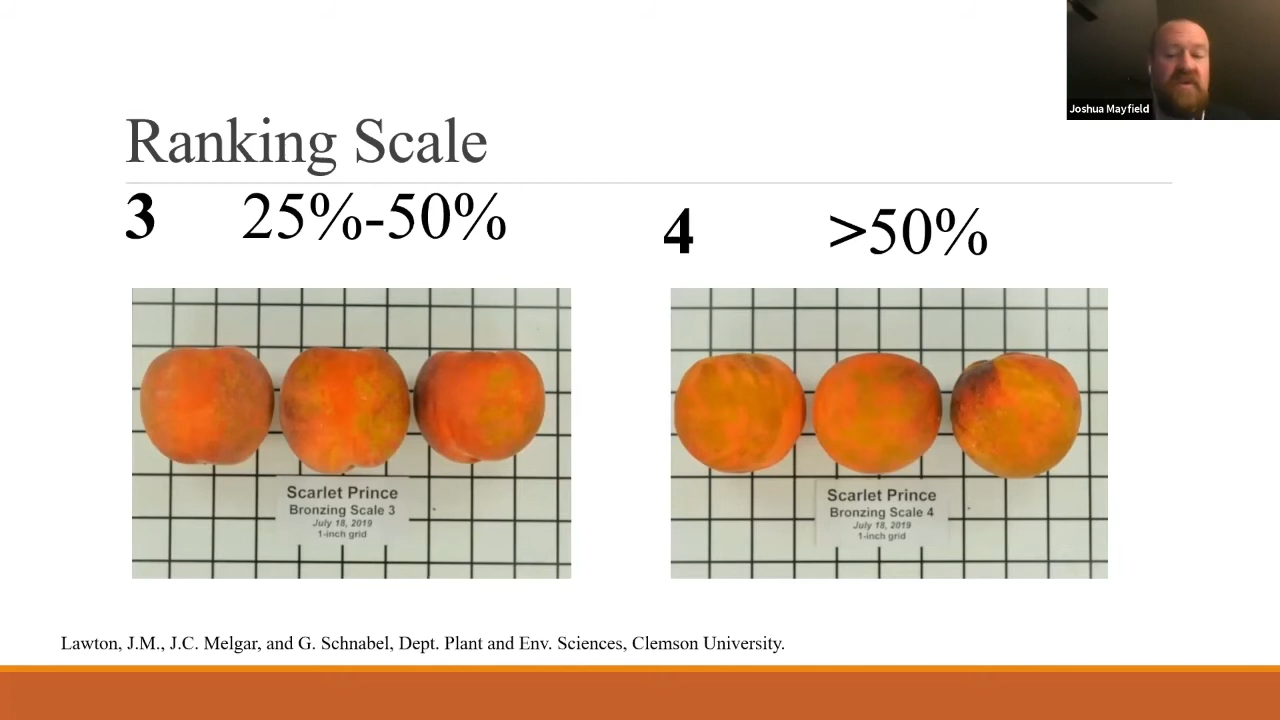 Joshua Mayfield
Ranking Scale
3 25%-50%
4 >50%
Scarlet Prince
Bronzing Scale 3
July 18, 2019
1-inch grid
Scarlet Prince
Bronzing Scale 4
July 18, 2019
1-inch grid
Lawton, J.M., J.C. Melgar, and G. Schnabel, Dept. Plant and Env. Sciences, Clemson University.